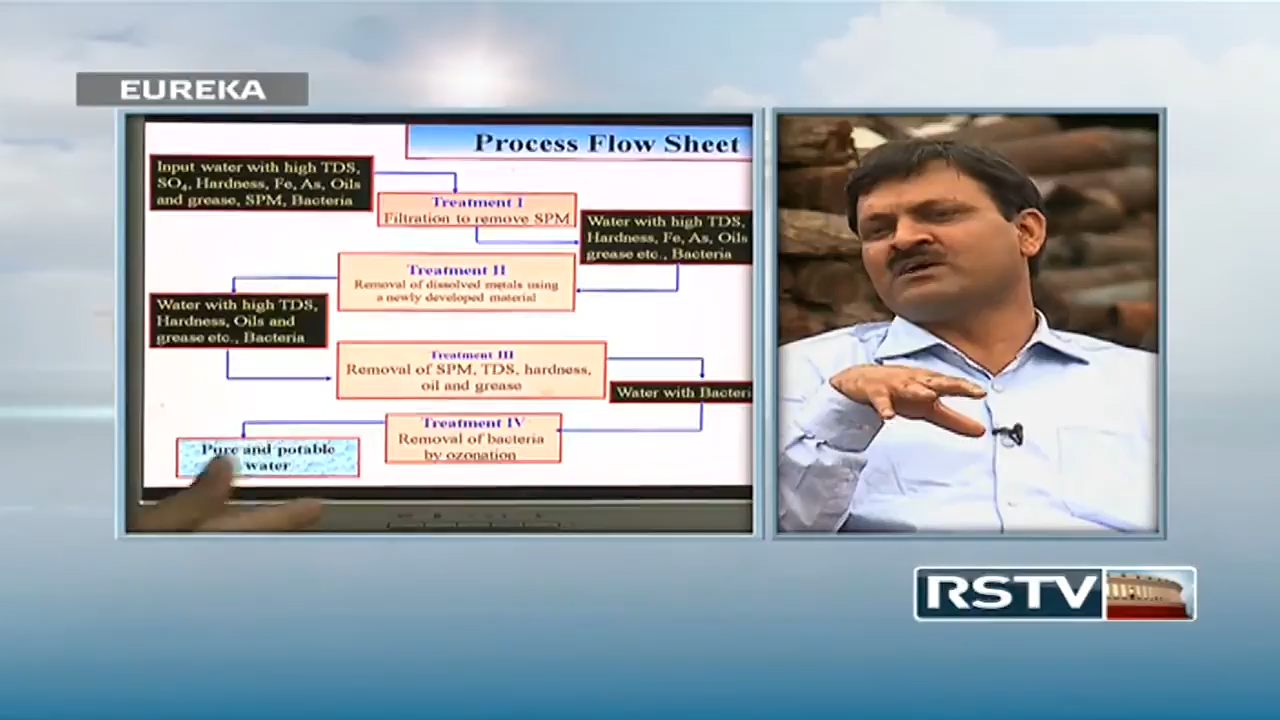 EUREKA
Process Flow Sheet
Input water with high TDS,
SO₄, Hardness, Fe, As, Oils
and grease, SPM, Bacteria
Treatment I
Filtration to remove SPM
Water with high TDS,
Hardness, Fe, As, Oils
grease etc., Bacteria
Treatment II
Removal of dissolved metals using
a newly developed material
Water with high TDS,
Hardness, Oils and
grease etc., Bacteria
Treatment III
Removal of SPM, TDS, hardness,
oil and grease
Water with Bacteri
Treatment IV
Removal of bacteria
by ozonation
Pure and potable
water
RSTV